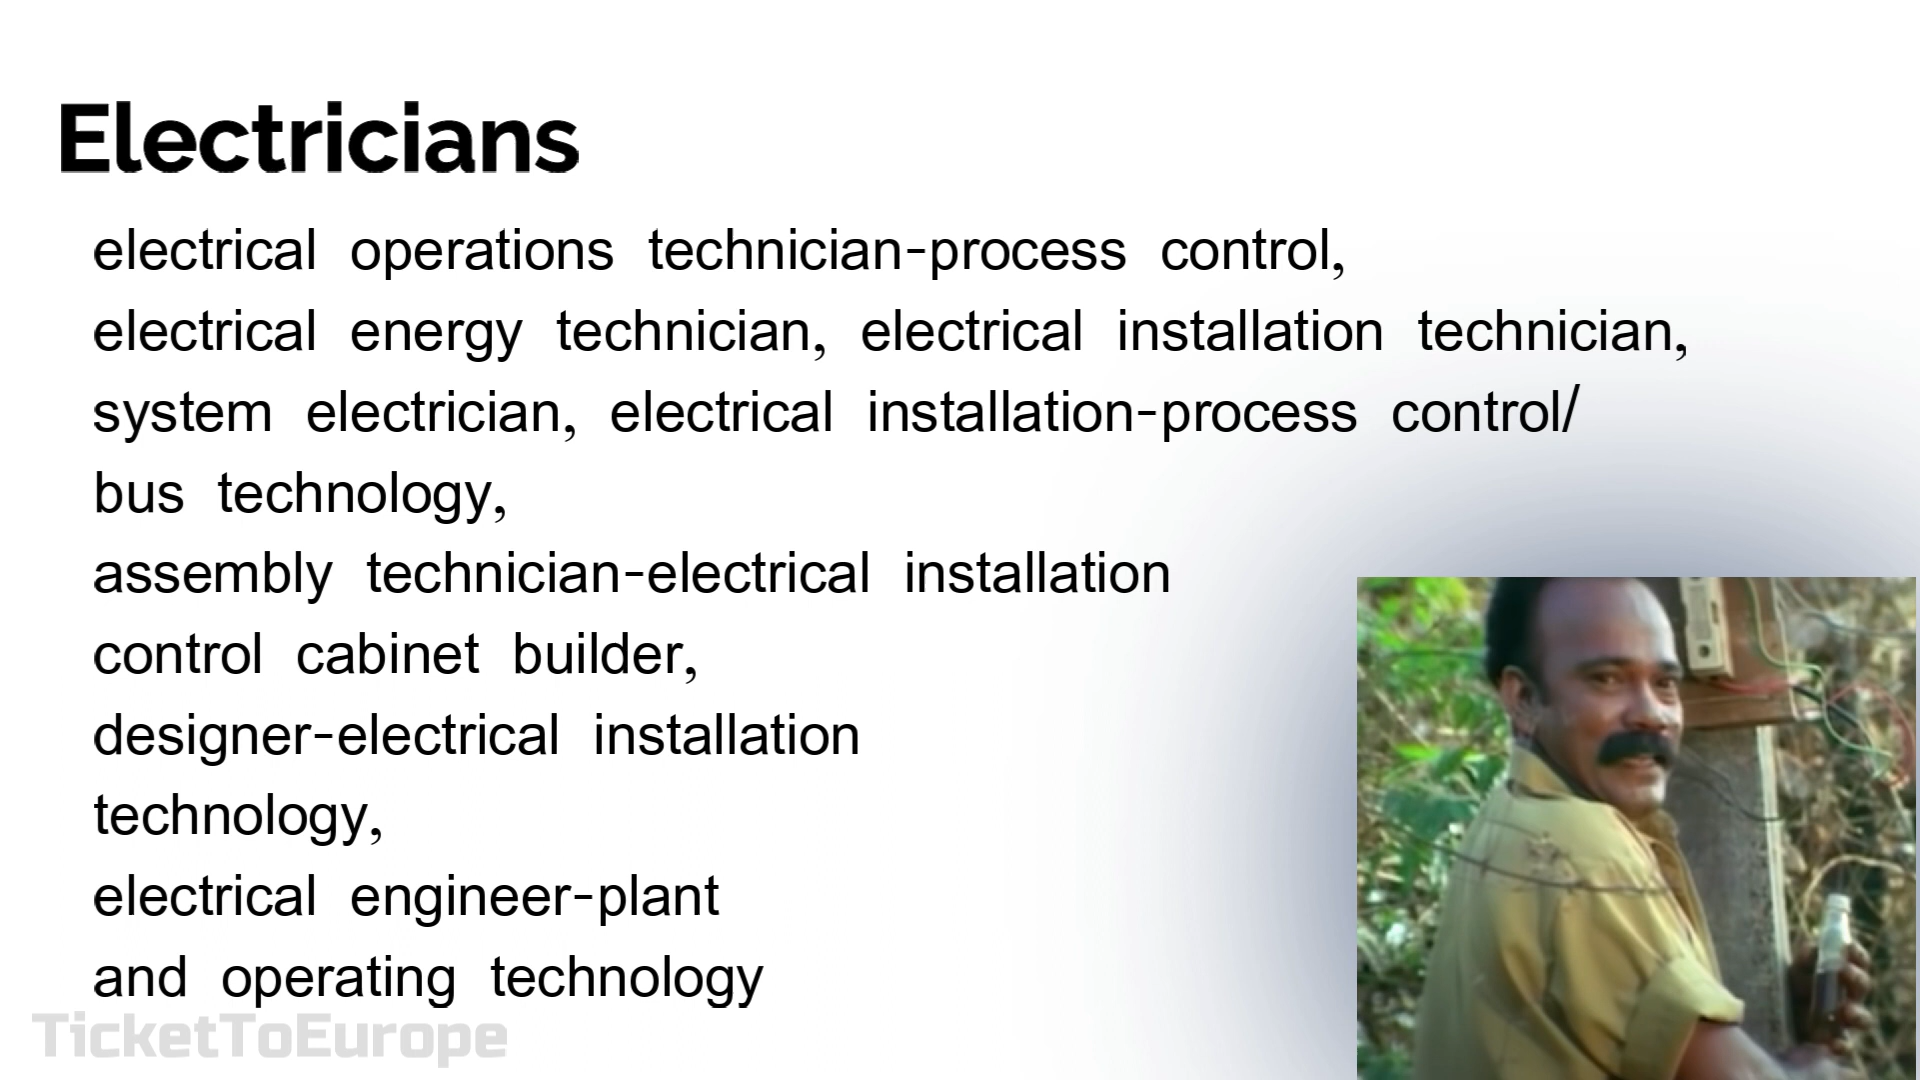 Electricians
electrical operations technician-process control,
electrical energy technician, electrical installation technician,
system electrician, electrical installation-process control/
bus technology,
assembly technician-electrical installation
control cabinet builder,
designer-electrical installation
technology,
electrical engineer-plant
and operating technology
TicketToEurope